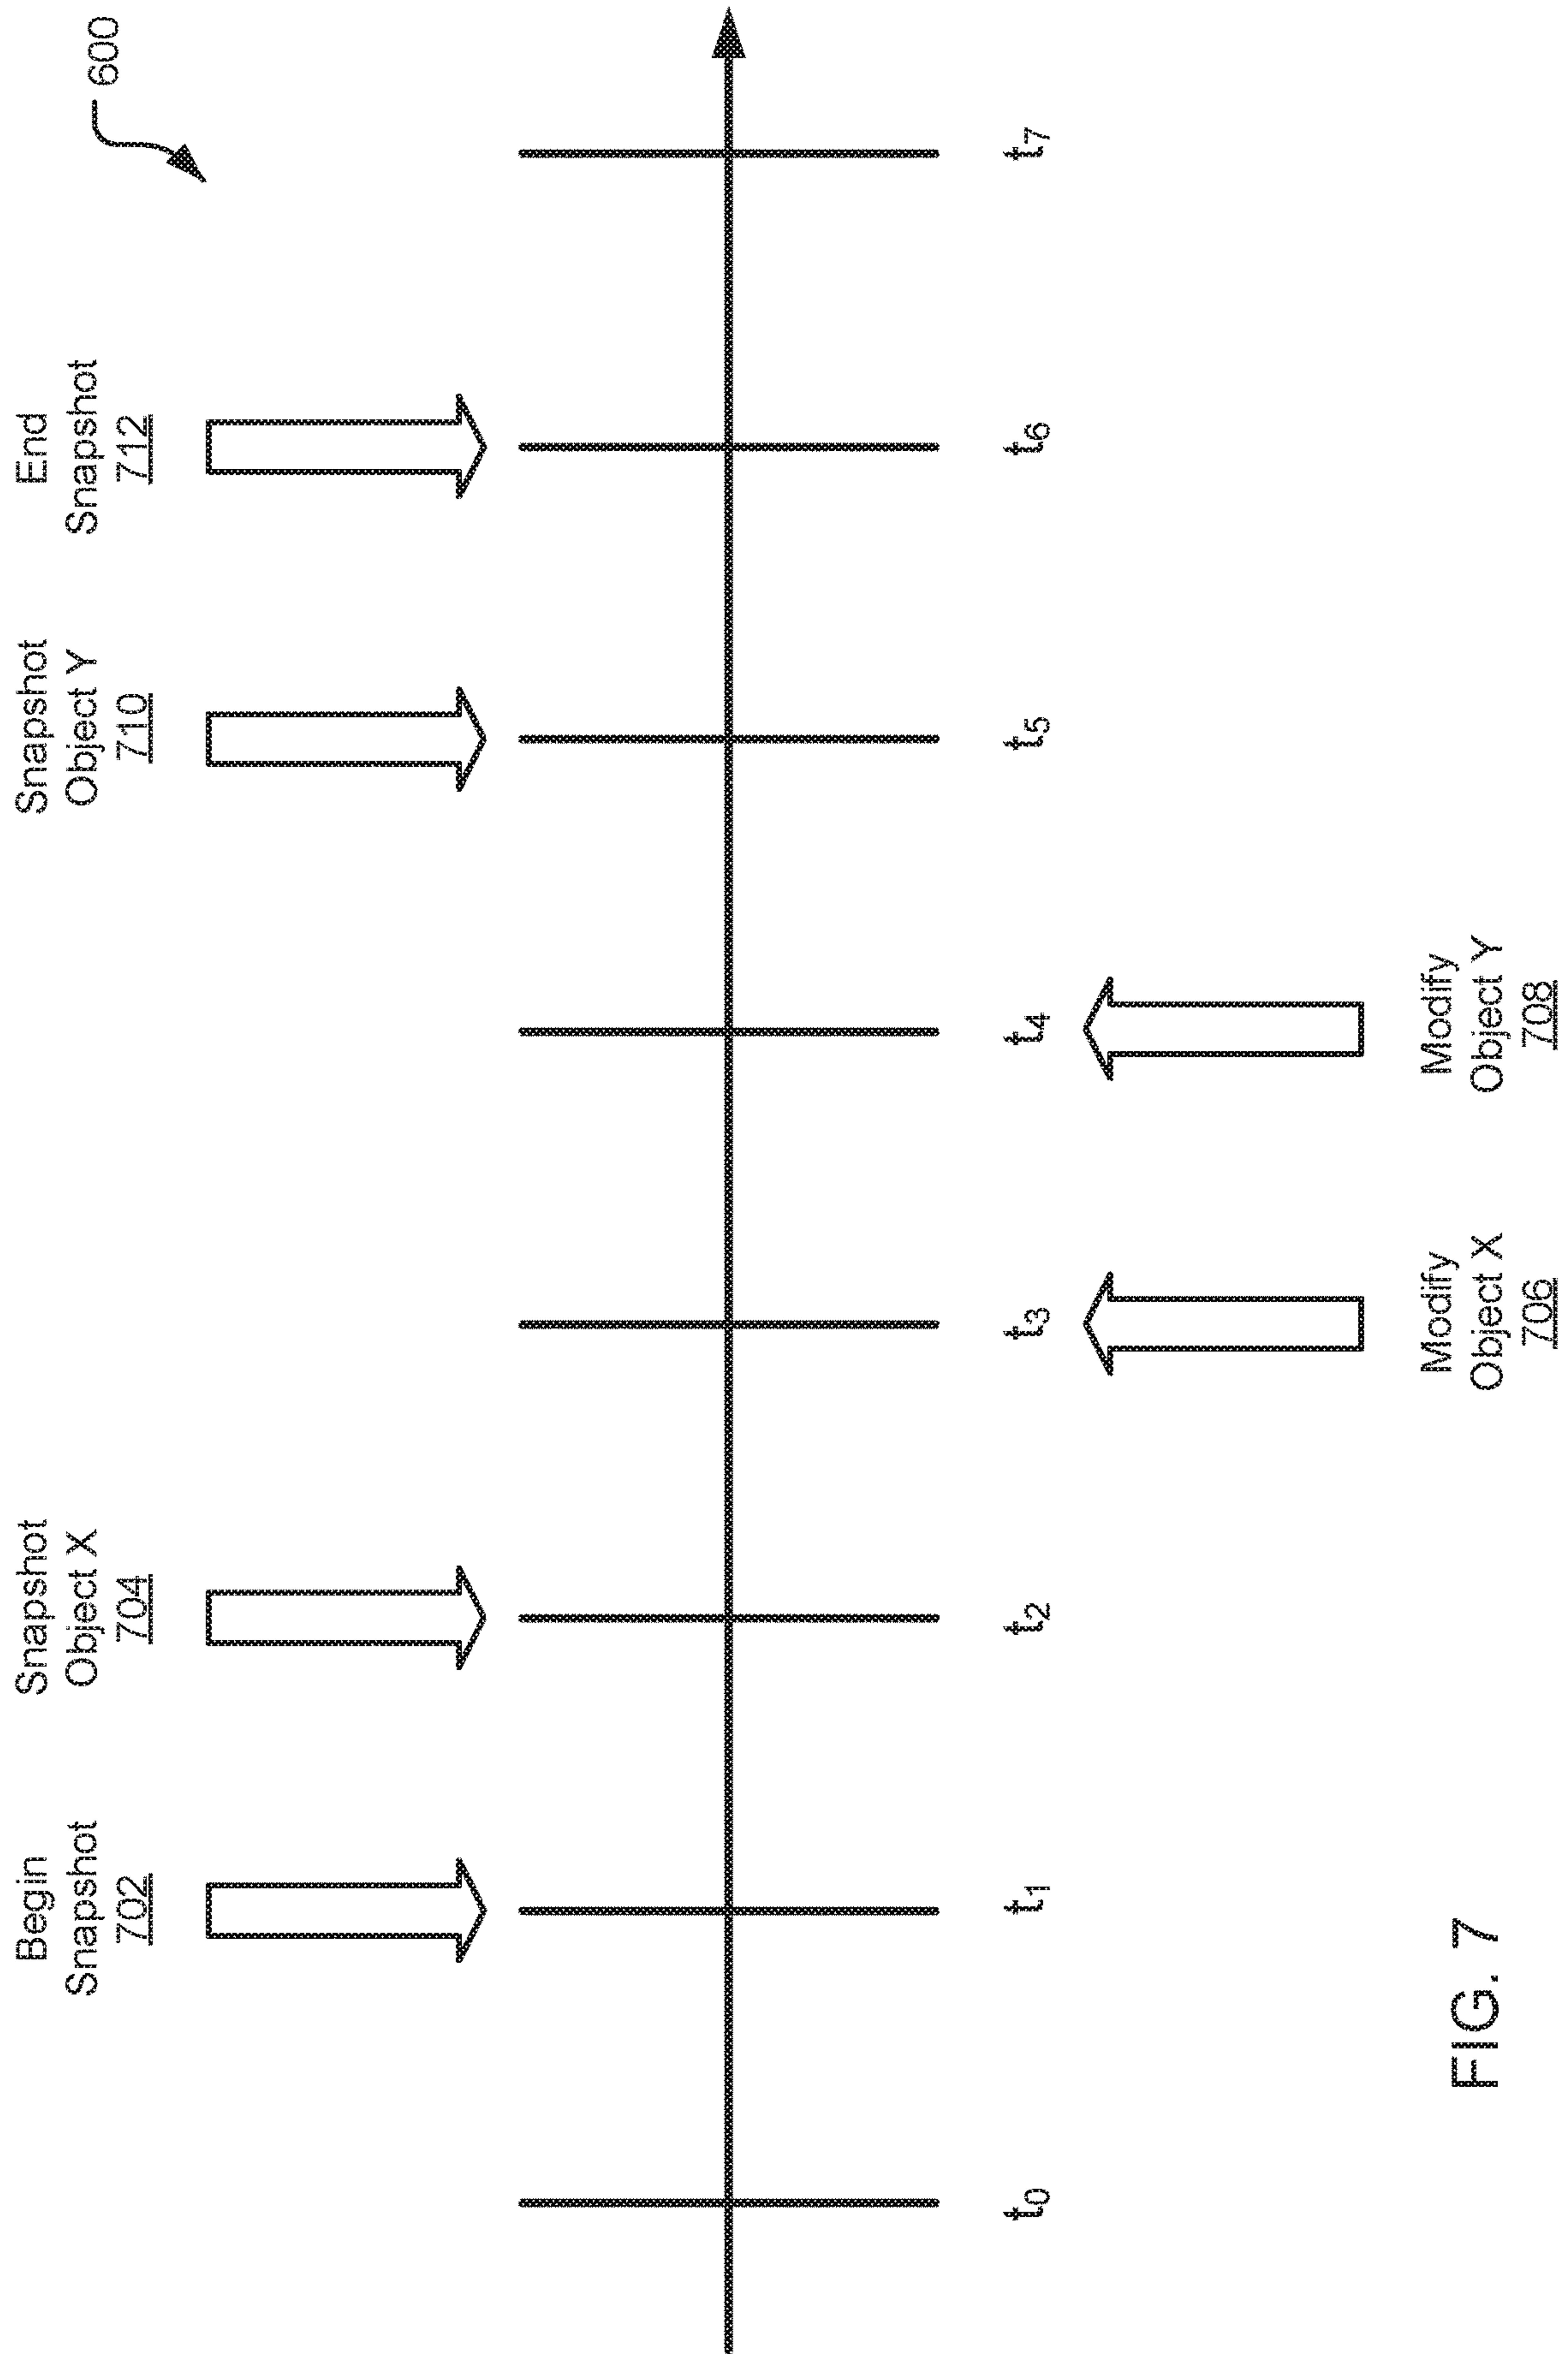 600
Begin
Snapshot
702
Snapshot
Object X
704
Snapshot
Object Y
710
End
Snapshot
712
t0
t1
t2
t3
t4
t5
t6
t7
Modify
Object X
706
Modify
Object Y
708
FIG. 7